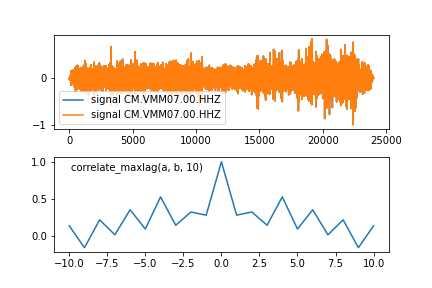 0
−1
signal CM.VMM07.00.HHZ
signal CM.VMM07.00.HHZ
0 5000 10000 15000 20000 25000
1.0
0.5
0.0
correlate_maxlag(a, b, 10)
−10.0 −7.5 −5.0 −2.5 0.0 2.5 5.0 7.5 10.0